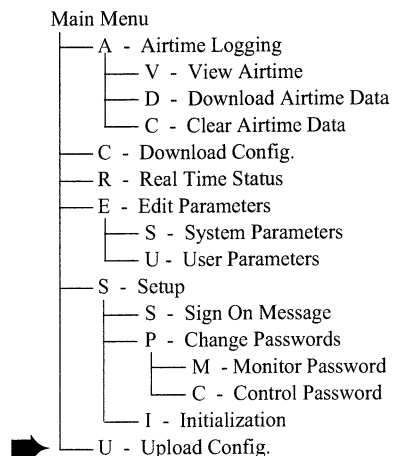 Main Menu
A - Airtime Logging
V - View Airtime
D - Download Airtime Data
C - Clear Airtime Data
C - Download Config.
R - Real Time Status
E - Edit Parameters
S - System Parameters
U - User Parameters
S - Setup
S - Sign On Message
P - Change Passwords
M - Monitor Password
C - Control Password
I - Initialization
U - Upload Config.